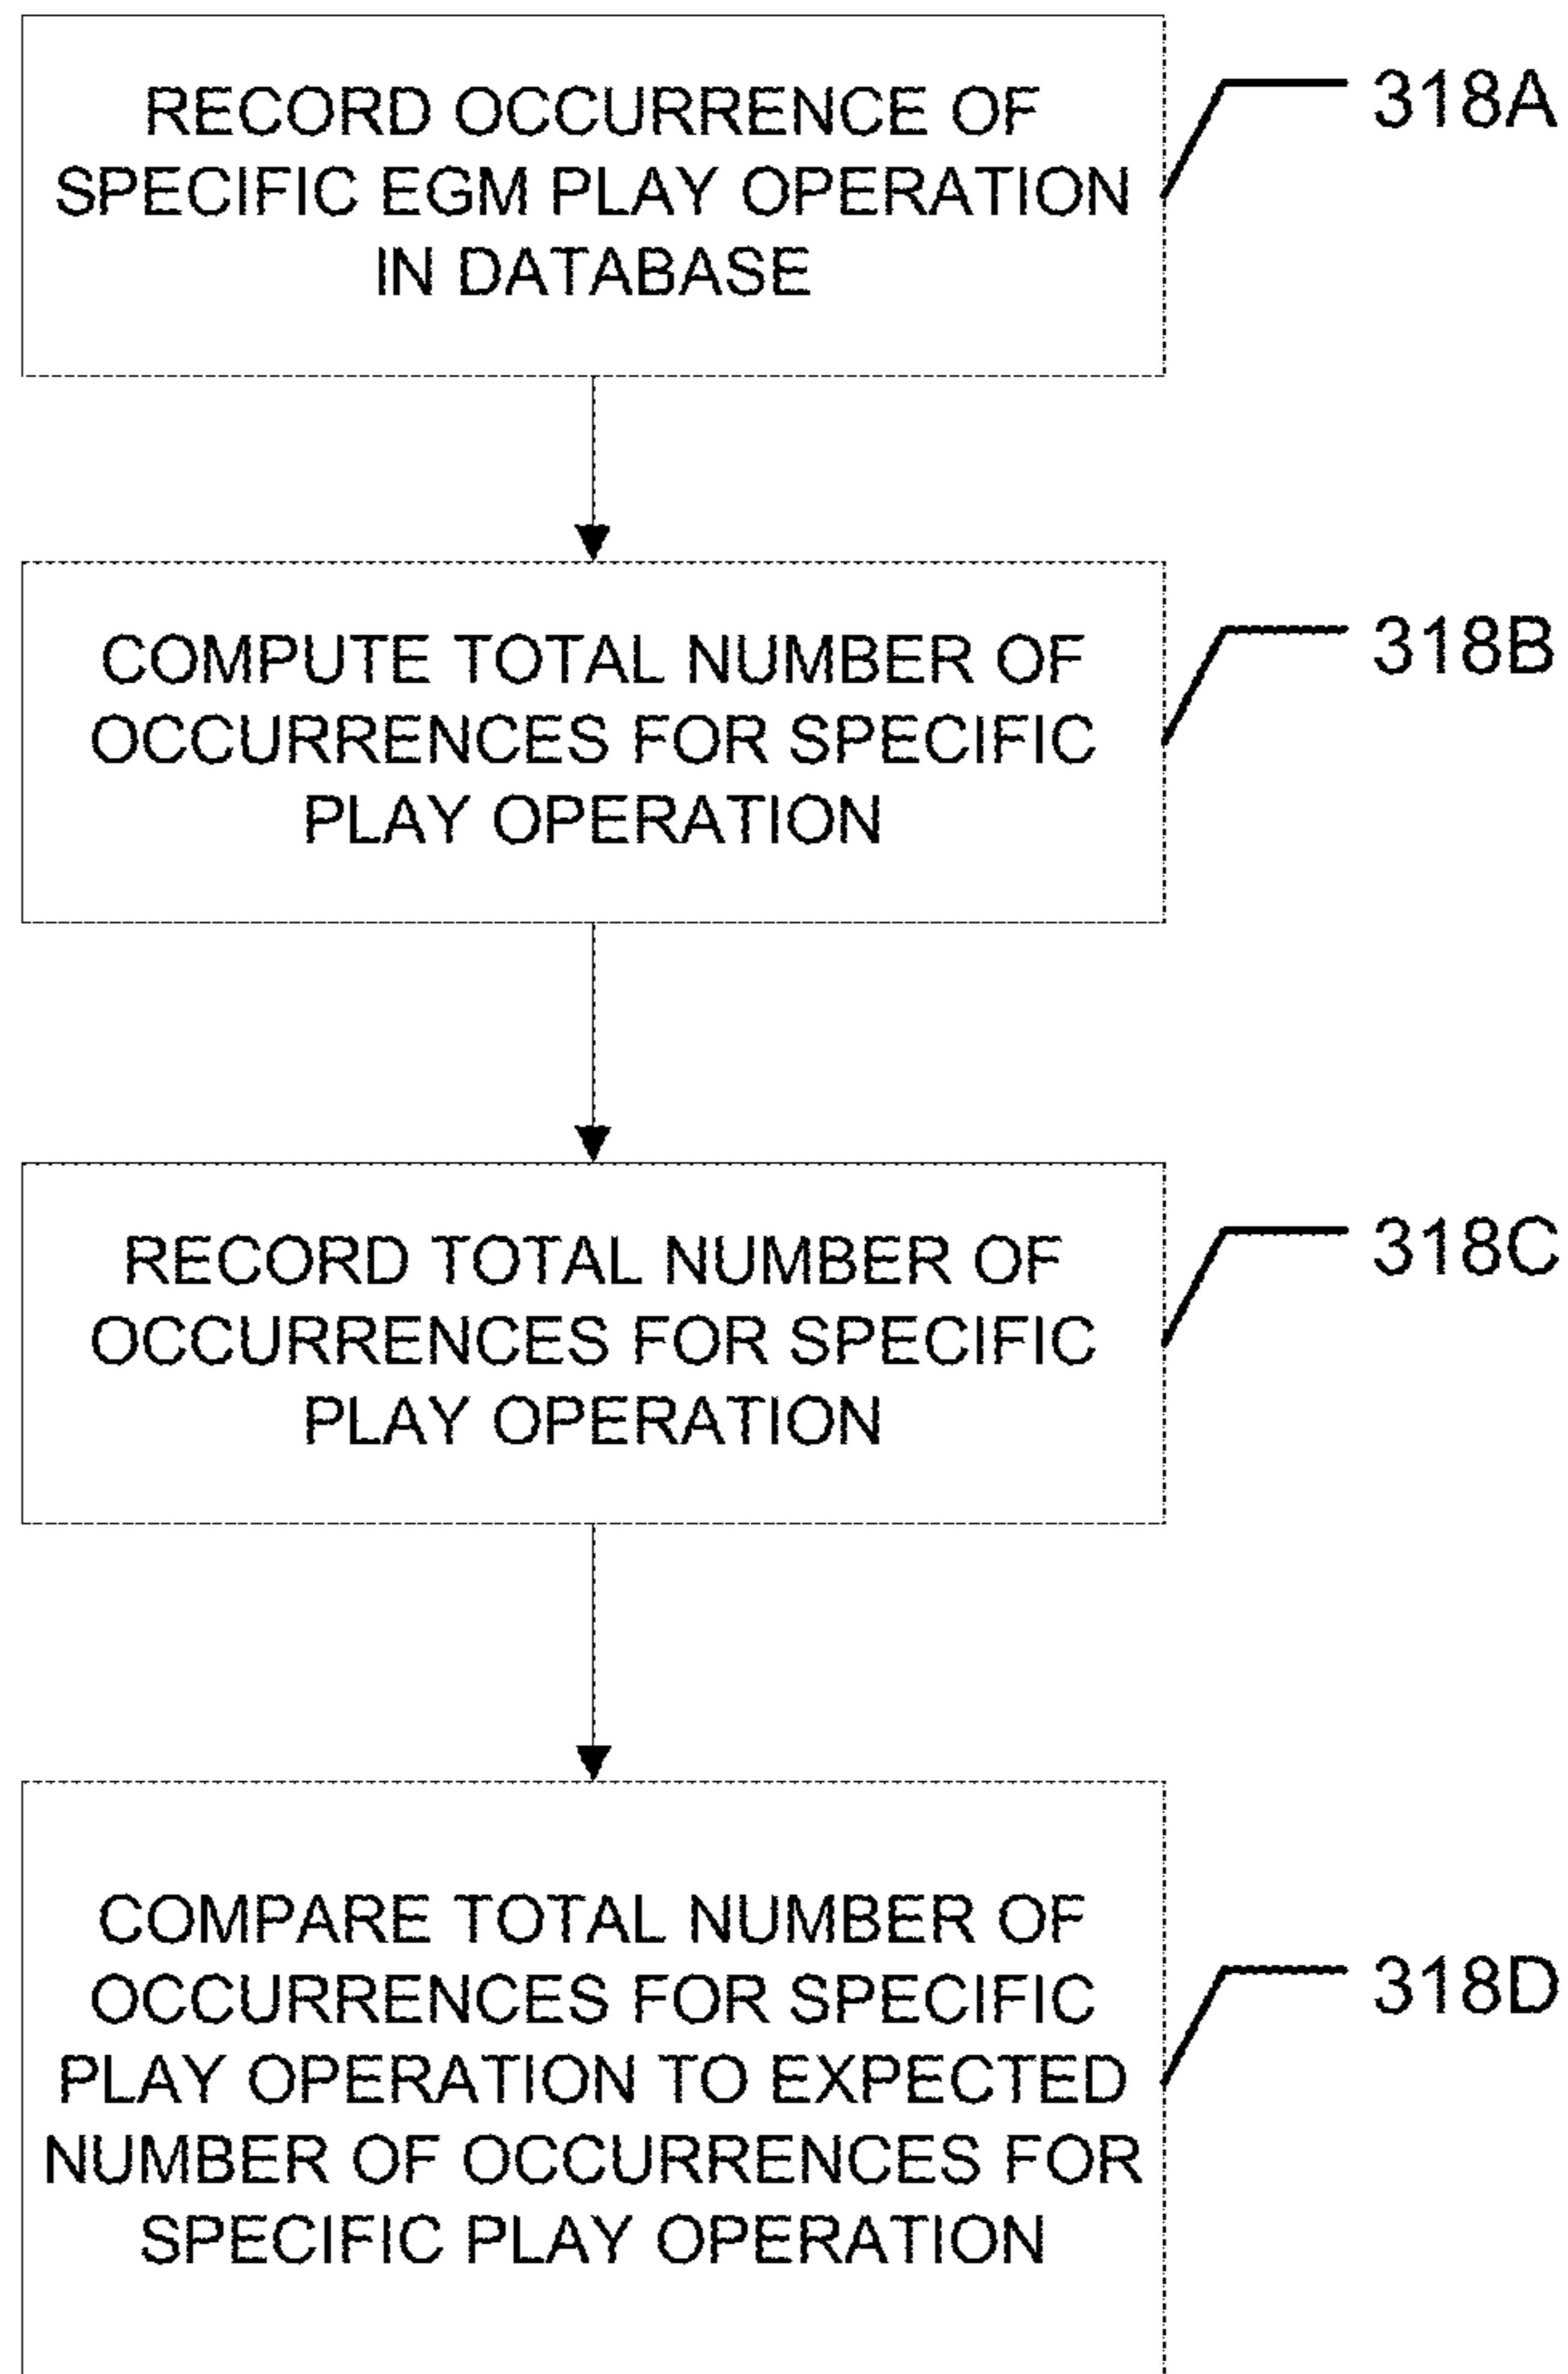 RECORD OCCURRENCE OF
SPECIFIC EGM PLAY OPERATION
IN DATABASE
318A
COMPUTE TOTAL NUMBER OF
OCCURRENCES FOR SPECIFIC
PLAY OPERATION
318B
RECORD TOTAL NUMBER OF
OCCURRENCES FOR SPECIFIC
PLAY OPERATION
318C
COMPARE TOTAL NUMBER OF
OCCURRENCES FOR SPECIFIC
PLAY OPERATION TO EXPECTED
NUMBER OF OCCURRENCES FOR
SPECIFIC PLAY OPERATION
318D